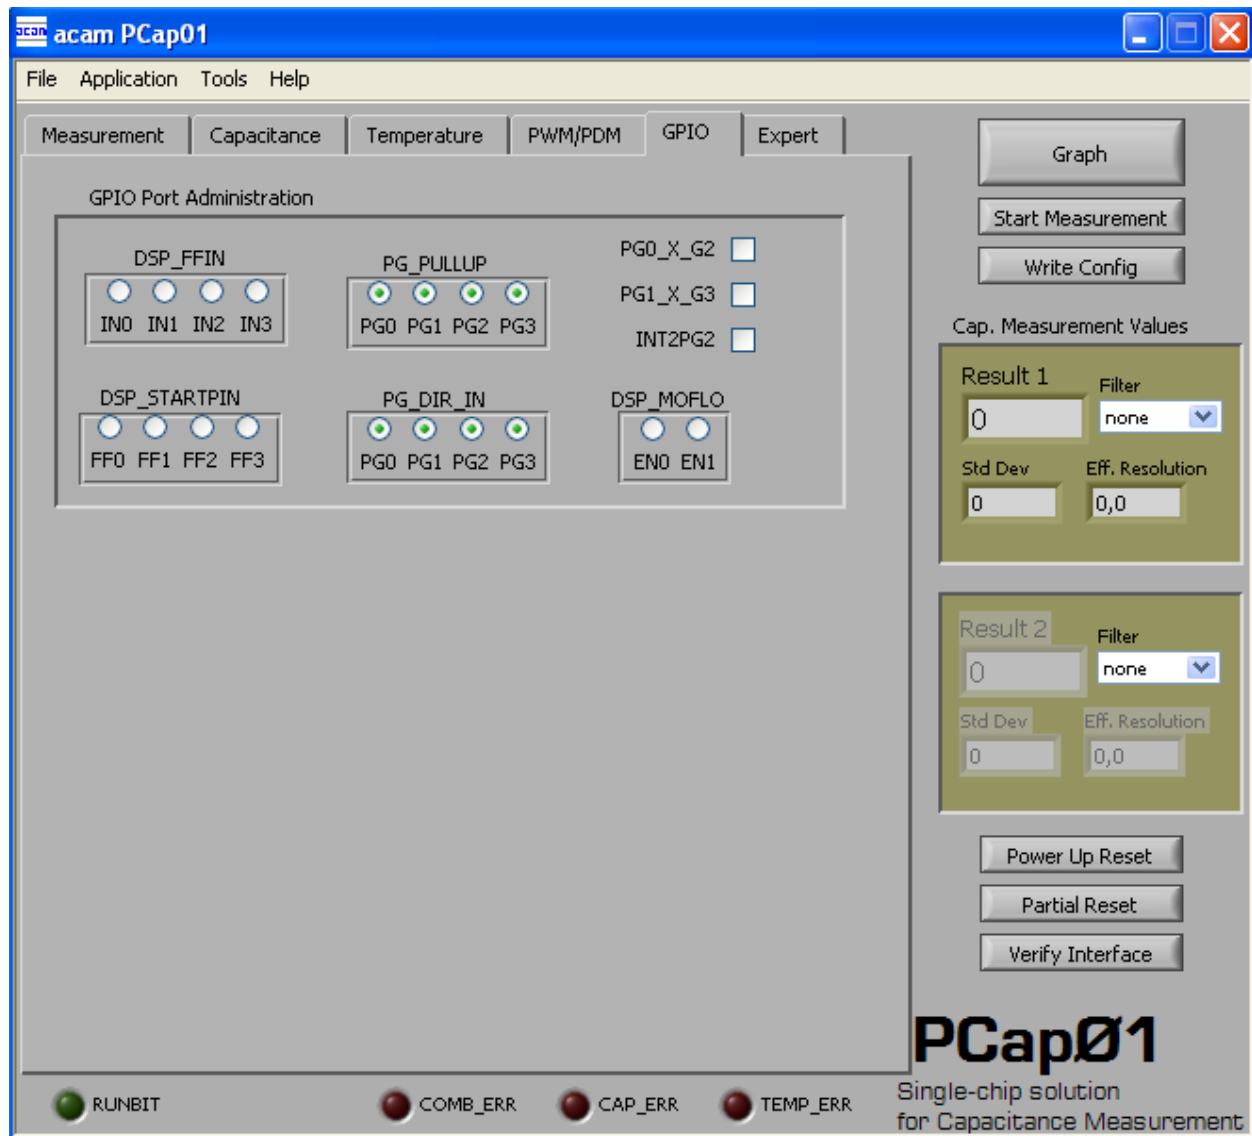 acam acam PCap01
File Application Tools Help
Measurement Capacitance Temperature PWM/PDM GPIO Expert
GPIO Port Administration
DSP_FFIN
IN0 IN1 IN2 IN3
PG_PULLUP
PG0 PG1 PG2 PG3
PG0_X_G2
PG1_X_G3
INT2PG2
DSP_STARTPIN
FF0 FF1 FF2 FF3
PG_DIR_IN
PG0 PG1 PG2 PG3
DSP_MOFLO
EN0 EN1
Graph
Start Measurement
Write Config
Cap. Measurement Values
Result 1 Filter
0 none
Std Dev Eff. Resolution
0 0,0
Result 2 Filter
0 none
Std Dev Eff. Resolution
0 0,0
Power Up Reset
Partial Reset
Verify Interface
PCapØ1
Single-chip solution
for Capacitance Measurement
RUNBIT COMB_ERR CAP_ERR TEMP_ERR